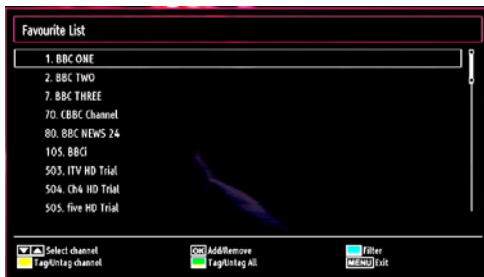 Favourite List
1. BBC ONE
2. BBC TWO
7. BBC THREE
70. CBBC Channel
80. BBC NEWS 24
105. BBCi
503. ITV HD Trial
504. Ch4 HD Trial
505. five HD Trial
Select channel OK Add/Remove Filter
Tag/Untag channel Tag/Untag All MENU Exit